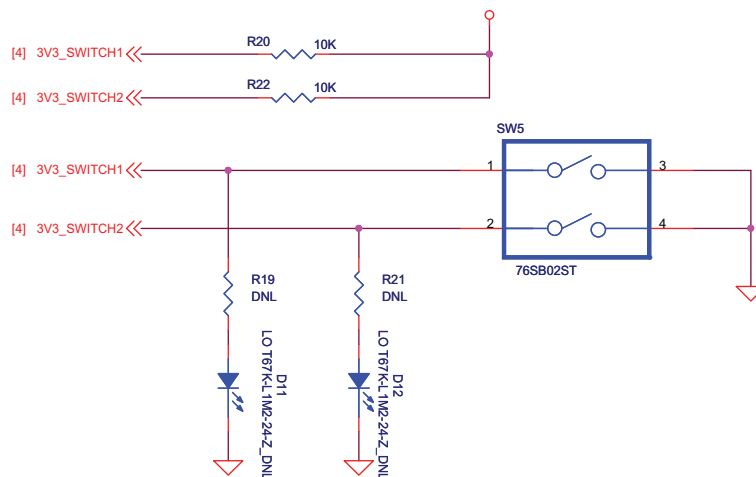 R20 10K
[4] 3V3_SWITCH1
R22 10K
[4] 3V3_SWITCH2
SW5
[4] 3V3_SWITCH1 1 3
[4] 3V3_SWITCH2 2 4
76SB02ST
R19
DNL
R21
DNL
D11
LO T67K-L1M2-24-Z_DNL
D12
LO T67K-L1M2-24-Z_DNL